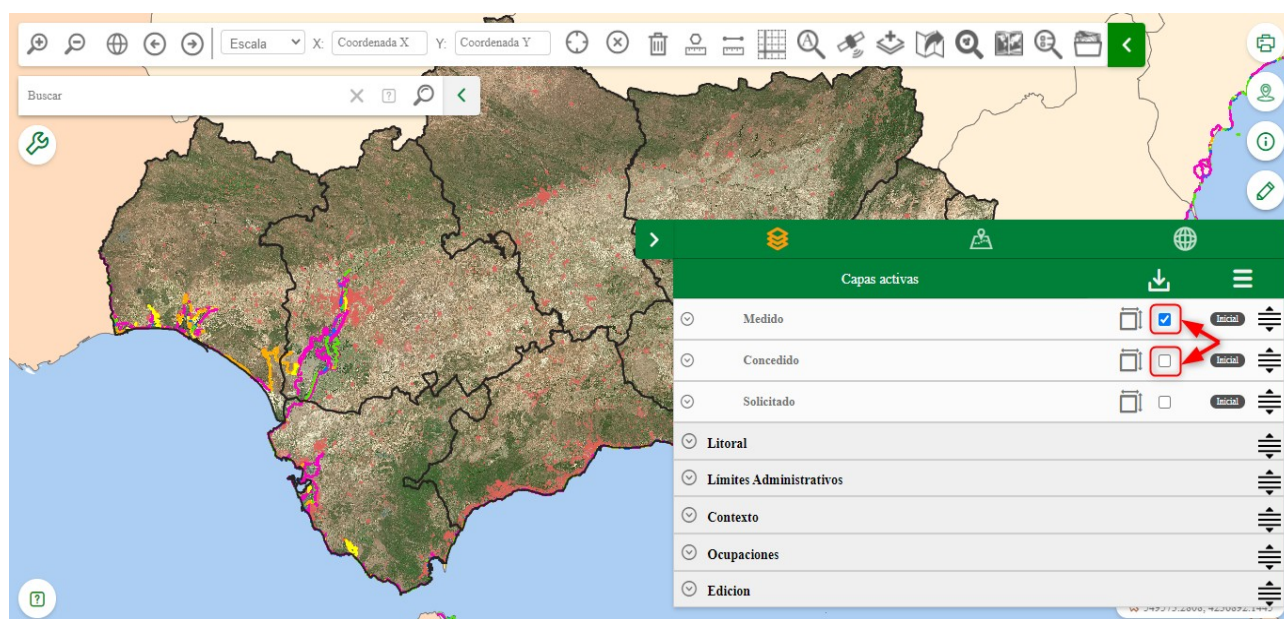 Escala X: Coordenada X Y: Coordenada Y
Buscar
Capas activas
Medido Inicial
Concedido Inicial
Solicitado Inicial
Litoral
Límites Administrativos
Contexto
Ocupaciones
Edicion